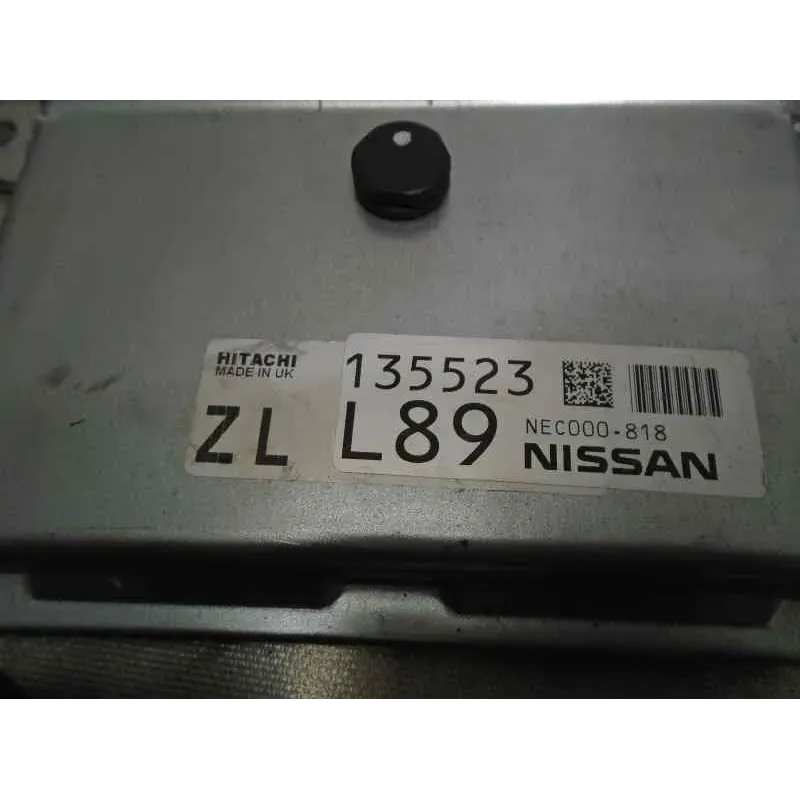 HITACHI
MADE IN UK
135523
ZL
L89
NEC000-818
NISSAN